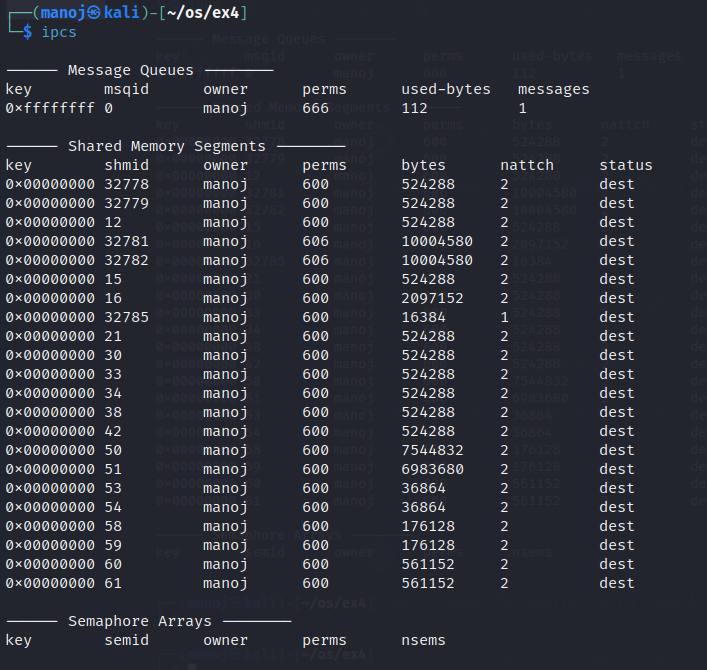 ┌──(manoj㉿kali)-[~/os/ex4]
└─$ ipcs
------ Message Queues --------
key msqid owner perms used-bytes messages
0xffffffff 0 manoj 666 112 1
------ Shared Memory Segments --------
key shmid owner perms bytes nattch status
0x00000000 32778 manoj 600 524288 2 dest
0x00000000 32779 manoj 600 524288 2 dest
0x00000000 12 manoj 600 524288 2 dest
0x00000000 32781 manoj 606 10004580 2 dest
0x00000000 32782 manoj 606 10004580 2 dest
0x00000000 15 manoj 600 524288 2 dest
0x00000000 16 manoj 600 2097152 2 dest
0x00000000 32785 manoj 600 16384 1 dest
0x00000000 21 manoj 600 524288 2 dest
0x00000000 30 manoj 600 524288 2 dest
0x00000000 33 manoj 600 524288 2 dest
0x00000000 34 manoj 600 524288 2 dest
0x00000000 38 manoj 600 524288 2 dest
0x00000000 42 manoj 600 524288 2 dest
0x00000000 50 manoj 600 7544832 2 dest
0x00000000 51 manoj 600 6983680 2 dest
0x00000000 53 manoj 600 36864 2 dest
0x00000000 54 manoj 600 36864 2 dest
0x00000000 58 manoj 600 176128 2 dest
0x00000000 59 manoj 600 176128 2 dest
0x00000000 60 manoj 600 561152 2 dest
0x00000000 61 manoj 600 561152 2 dest
------ Semaphore Arrays --------
key semid owner perms nsems